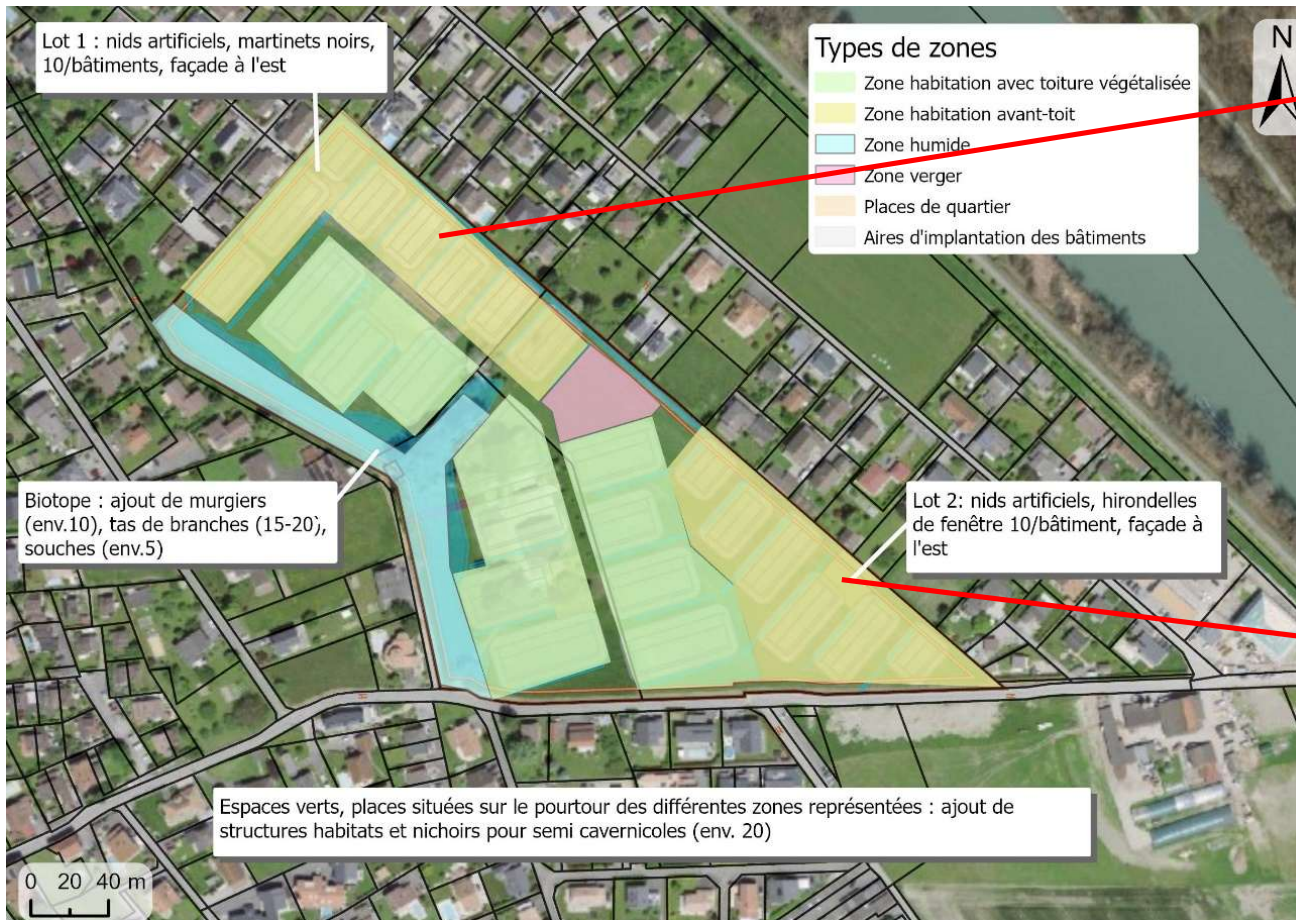 Lot 1 : nids artificiels, martinets noirs,
10/bâtiments, façade à l'est
Types de zones
Zone habitation avec toiture végétalisée
Zone habitation avant-toit
Zone humide
Zone verger
Places de quartier
Aires d'implantation des bâtiments
N
Biotope : ajout de murgiers
(env.10), tas de branches (15-20),
souches (env.5)
Lot 2: nids artificiels, hirondelles
de fenêtre 10/bâtiment, façade à
l'est
Espaces verts, places situées sur le pourtour des différentes zones représentées : ajout de
structures habitats et nichoirs pour semi cavernicoles (env. 20)
0 20 40 m